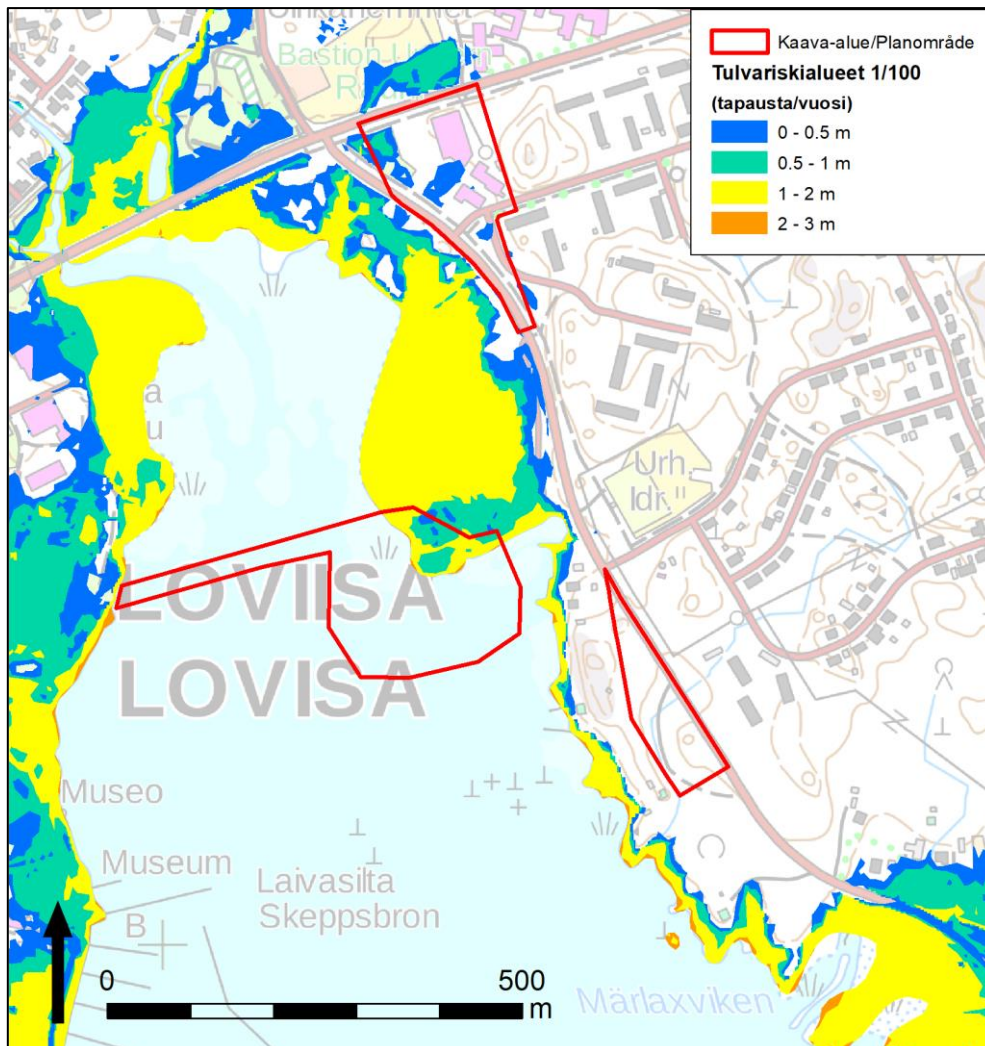 Kaava-alue/Planområde
Tulvariskialueet 1/100
(tapausta/vuosi)
0 - 0.5 m
0.5 - 1 m
1 - 2 m
2 - 3 m
Bastion
a
u
Urh.
Idr.
LOVIISA
LOVISA
Museo
Museum
Laivasilta
Skeppsbron
B
Märlaxviken
0
500
m